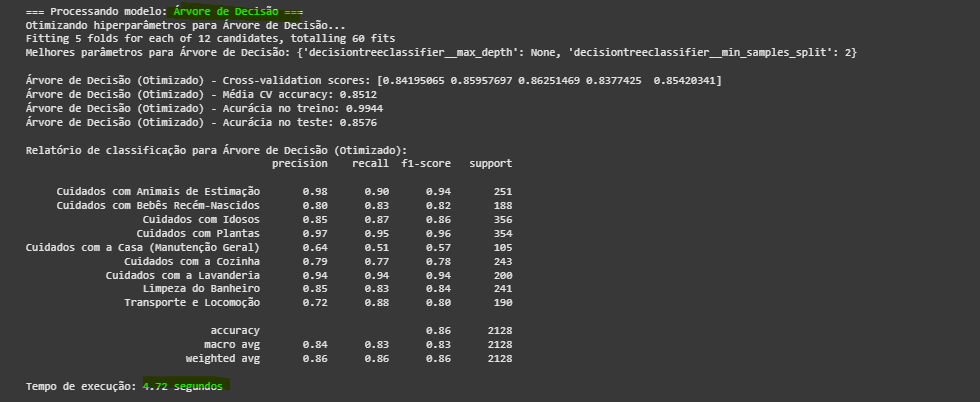 === Processando modelo: Árvore de Decisão ===
Otimizando hiperparâmetros para Árvore de Decisão...
Fitting 5 folds for each of 12 candidates, totalling 60 fits
Melhores parâmetros para Árvore de Decisão: {'decisiontreeclassifier__max_depth': None, 'decisiontreeclassifier__min_samples_split': 2}
Árvore de Decisão (Otimizado) - Cross-validation scores: [0.84195065 0.85957697 0.86251469 0.8377425  0.85420341]
Árvore de Decisão (Otimizado) - Média CV accuracy: 0.8512
Árvore de Decisão (Otimizado) - Acurácia no treino: 0.9944
Árvore de Decisão (Otimizado) - Acurácia no teste: 0.8576
Relatório de classificação para Árvore de Decisão (Otimizado):
precision recall f1-score support
Cuidados com Animais de Estimação 0.98 0.90 0.94 251
Cuidados com Bebês Recém-Nascidos 0.80 0.83 0.82 188
Cuidados com Idosos 0.85 0.87 0.86 356
Cuidados com Plantas 0.97 0.95 0.96 354
Cuidados com a Casa (Manutenção Geral) 0.64 0.51 0.57 105
Cuidados com a Cozinha 0.79 0.77 0.78 243
Cuidados com a Lavanderia 0.94 0.94 0.94 200
Limpeza do Banheiro 0.85 0.83 0.84 241
Transporte e Locomoção 0.72 0.88 0.80 190
accuracy 0.86 2128
macro avg 0.84 0.83 0.83 2128
weighted avg 0.86 0.86 0.86 2128
Tempo de execução: 4.72 segundos